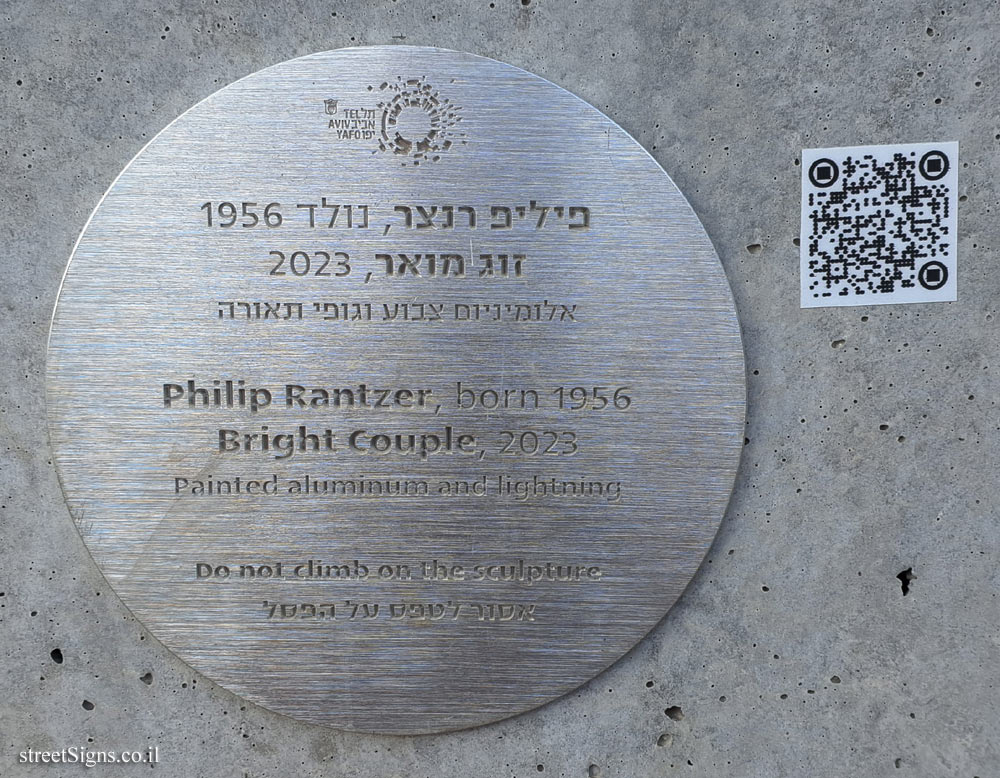 תל
TEL
אביב
AVIV
יפו
YAFO
פיליפ רנצר, נולד 1956
זוג מואר, 2023
אלומיניום צבוע וגופי תאורה
Philip Rantzer, born 1956
Bright Couple, 2023
Painted aluminum and lightning
Do not climb on the sculpture
אסור לטפס על הפסל
streetSigns.co.il